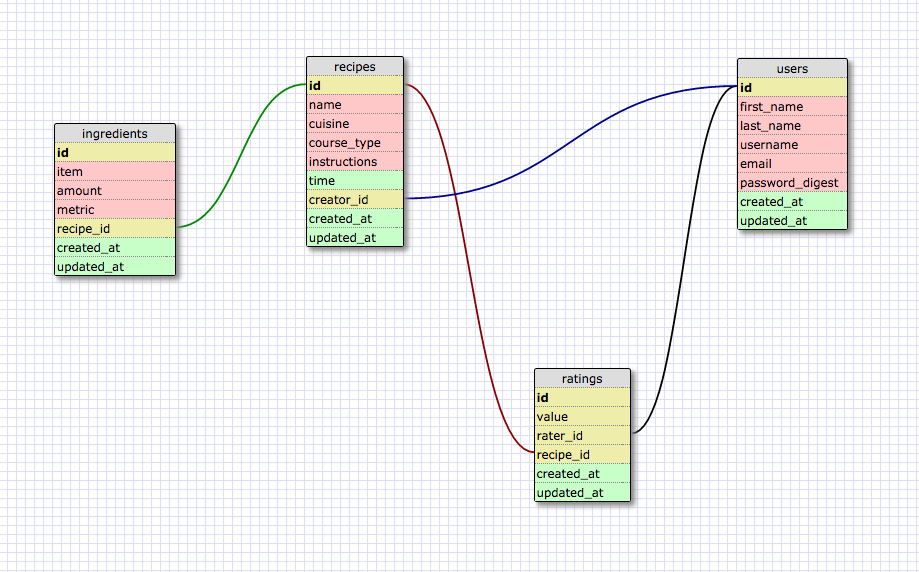 recipes
id
name
cuisine
course_type
instructions
time
creator_id
created_at
updated_at
users
id
first_name
last_name
username
email
password_digest
created_at
updated_at
ingredients
id
item
amount
metric
recipe_id
created_at
updated_at
ratings
id
value
rater_id
recipe_id
created_at
updated_at